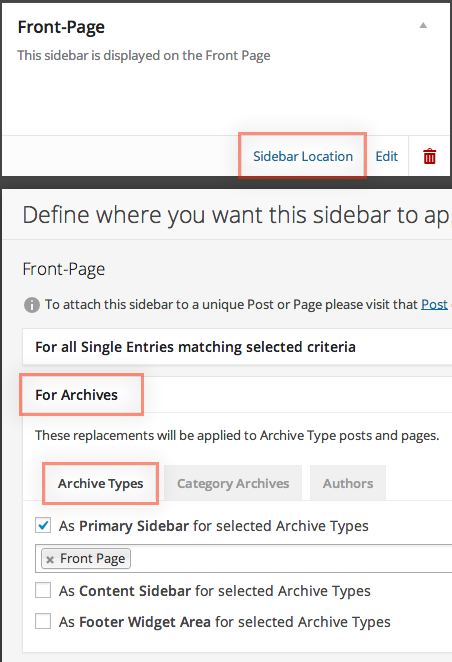 Front-Page
This sidebar is displayed on the Front Page
Sidebar Location Edit
Define where you want this sidebar to ap
Front-Page
To attach this sidebar to a unique Post or Page please visit that Post
For all Single Entries matching selected criteria
For Archives
These replacements will be applied to Archive Type posts and pages.
Archive Types Category Archives Authors
As Primary Sidebar for selected Archive Types
× Front Page
As Content Sidebar for selected Archive Types
As Footer Widget Area for selected Archive Types